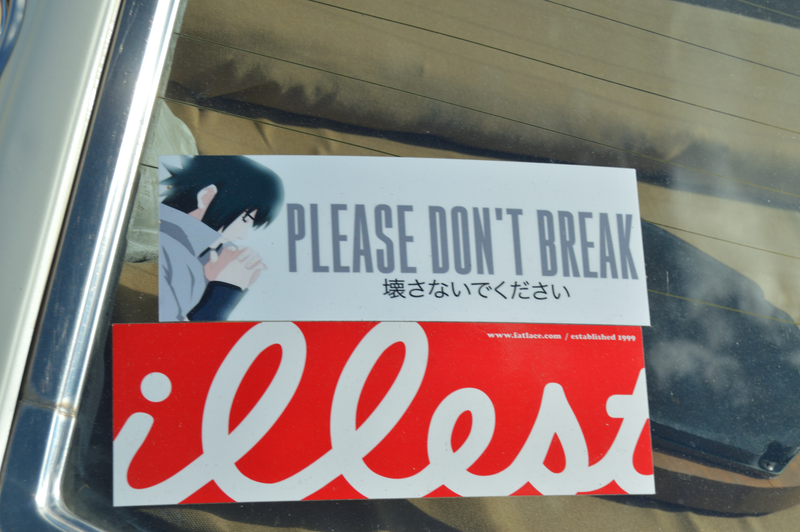 PLEASE DON'T BREAK
壊さないでください
www.fatlace.com / established 1999
illest